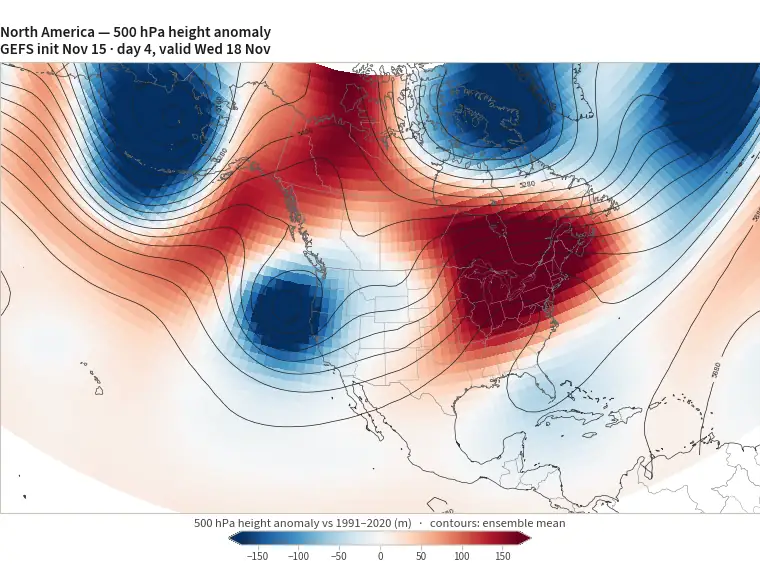 North America — 500 hPa height anomaly
GEFS init Nov 15 · day 4, valid Wed 18 Nov
5280
5880
500 hPa height anomaly vs 1991–2020 (m) · contours: ensemble mean
−150 −100 −50 0 50 100 150